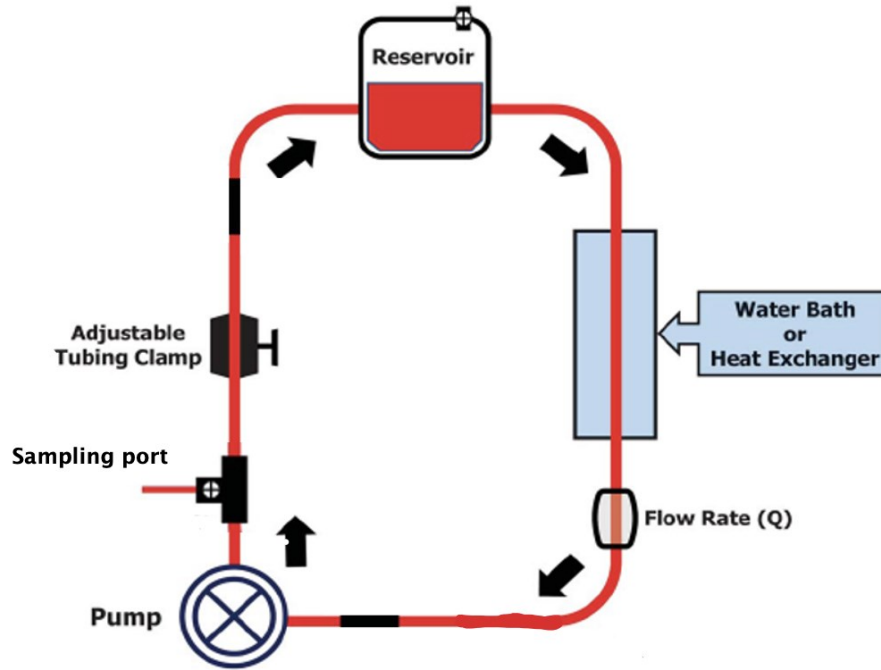 Reservoir
Adjustable
Tubing Clamp
Water Bath
or
Heat Exchanger
Sampling port
Flow Rate (Q)
Pump